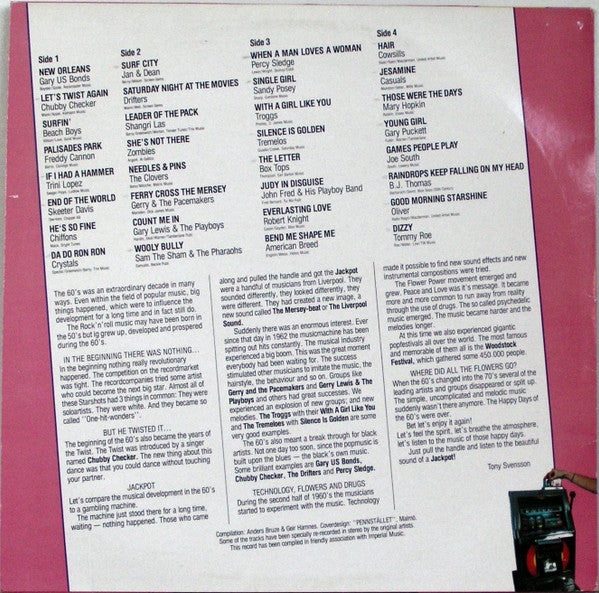 Side 1
NEW ORLEANS
Gary US Bonds
LET'S TWIST AGAIN
Chubby Checker
SURFIN'
Beach Boys
PALISADES PARK
Freddy Cannon
IF I HAD A HAMMER
Trini Lopez
END OF THE WORLD
Skeeter Davis
HE'S SO FINE
Chiffons
DA DO RON RON
Crystals
Side 2
SURF CITY
Jan & Dean
SATURDAY NIGHT AT THE MOVIES
Drifters
LEADER OF THE PACK
Shangri Las
SHE'S NOT THERE
Zombies
NEEDLES & PINS
The Clovers
FERRY CROSS THE MERSEY
Gerry & The Pacemakers
COUNT ME IN
Gary Lewis & The Playboys
WOOLY BULLY
Sam The Sham & The Pharaohs
Side 3
WHEN A MAN LOVES A WOMAN
Percy Sledge
SINGLE GIRL
Sandy Posey
WITH A GIRL LIKE YOU
Troggs
SILENCE IS GOLDEN
Tremelos
THE LETTER
Box Tops
JUDY IN DISGUISE
John Fred & His Playboy Band
EVERLASTING LOVE
Robert Knight
BEND ME SHAPE ME
American Breed
Side 4
HAIR
Cowsills
JESAMINE
Casuals
THOSE WERE THE DAYS
Mary Hopkin
YOUNG GIRL
Gary Puckett
GAMES PEOPLE PLAY
Joe South
RAINDROPS KEEP FALLING ON MY HEAD
B.J. Thomas
GOOD MORNING STARSHINE
Oliver
DIZZY
Tommy Roe
The 60's was an extraordinary decade in many
ways. Even within the field of popular music, big
things happened, which were to influence the
development for a long time and in fact still do.
The Rock'n'roll music may have been born in
the 50's but it grew up, developed and prospered
during the 60's.
IN THE BEGINNING THERE WAS NOTHING...
In the beginning nothing really revolutionary
happened. The competition on the recordmarket
was fight. The recordcompanies tried some artist
who could become the next big star. Almost all of
these Starshots had 3 things in common: They were
soloartists. They were white. And they became so
called "One-hit-wonders".
BUT HE TWISTED IT...
The beginning of the 60's also became the years of
the Twist. The Twist was introduced by a singer
named Chubby Checker. The new thing about this
dance was that you could dance without touching
your partner.
JACKPOT
Let's compare the musical development in the 60's
to a gambling machine.
The machine just stood there for a long time,
waiting – nothing happened. Those who came
along and pulled the handle and got the Jackpot
were a handful of musicians from Liverpool. They
sounded differently, they looked differently, they
were different. They had created a new image, a
new sound called The Mersey-beat or The Liverpool
Sound.
Suddenly there was an enormous interest. Ever
since that day in 1962 the musicmachine has been
spitting out hits constantly. The musical industry
experienced a big boom. This was the great moment
everybody had been waiting for. The success
stimulated other musicians to imitate the music, the
hairstyle, the behaviour and so on. Groups like
Gerry and the Pacemakers and Gerry Lewis & The
Playboys and others had great success. We
experienced an explosion of new groups; and new
melodies. The Troggs with their With A Girl Like You
and The Tremeloes with Silence Is Golden are some
very good examples.
The 60's also meant a break through for black
artists. Not one day too soon, since the popmusic is
built upon the blues — the black's own music.
Some brilliant examples are Gary US Bonds,
Chubby Checker, The Drifters and Percy Sledge.
TECHNOLOGY, FLOWERS AND DRUGS
During the second half of 1960's the musicians
started to experiment with the music. Technology
made it possible to find new sound effects and new
instrumental compositions were tried.
The Flower Power movement emerged and
grew. Peace and Love was it's message. It became
more and more common to run away from reality
through the use of drugs. The so called psychedelic
music emerged. The music became harder and the
melodies longer.
At this time we also experienced gigantic
popfestivals all over the world. The most famous
and memorable of them all is the Woodstock
Festival, which gathered some 450.000 people.
WHERE DID ALL THE FLOWERS GO?
When the 60's changed into the 70's several of the
leading artists and groups disappeared or split up.
The simple, uncomplicated and melodic music
suddenly wasn't there anymore. The Happy Days of
the 60's were over.
Bet let's enjoy it again!
Let's feel the spirit, let's breathe the atmosphere,
let's listen to the music of those happy days.
Just pull the handle and listen to the beautiful
sound of a Jackpot!
Tony Svensson
Compilation: Anders Bruze & Geir Hamnes. Coverdesign: "PENNSTALLET", Malmö.
Some of the tracks have been specially re-recorded in stereo by the original artists.
This record has been compiled in friendly association with Imperial Music.